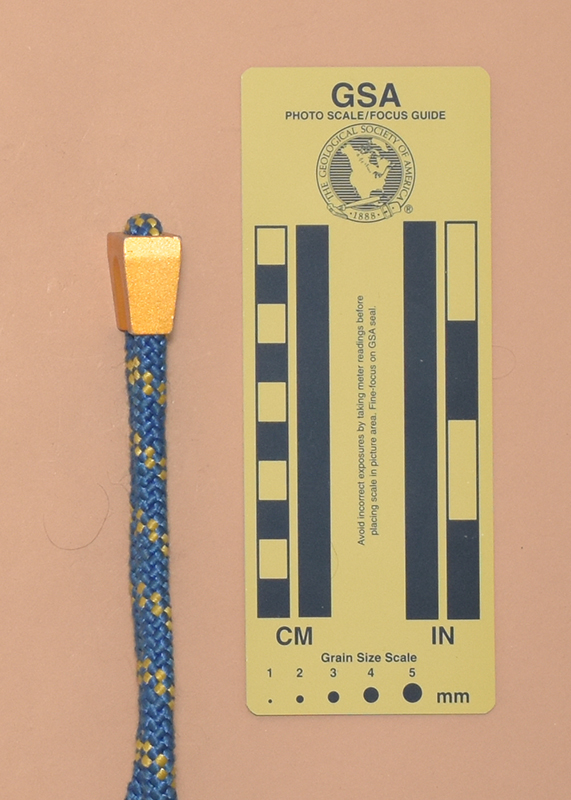 GSA
PHOTO SCALE/FOCUS GUIDE
THE GEOLOGICAL SOCIETY OF AMERICA
• 1888 •
®
Avoid incorrect exposures by taking meter readings before
placing scale in picture area. Fine-focus on GSA seal.
CM IN
Grain Size Scale
1 2 3 4 5
mm